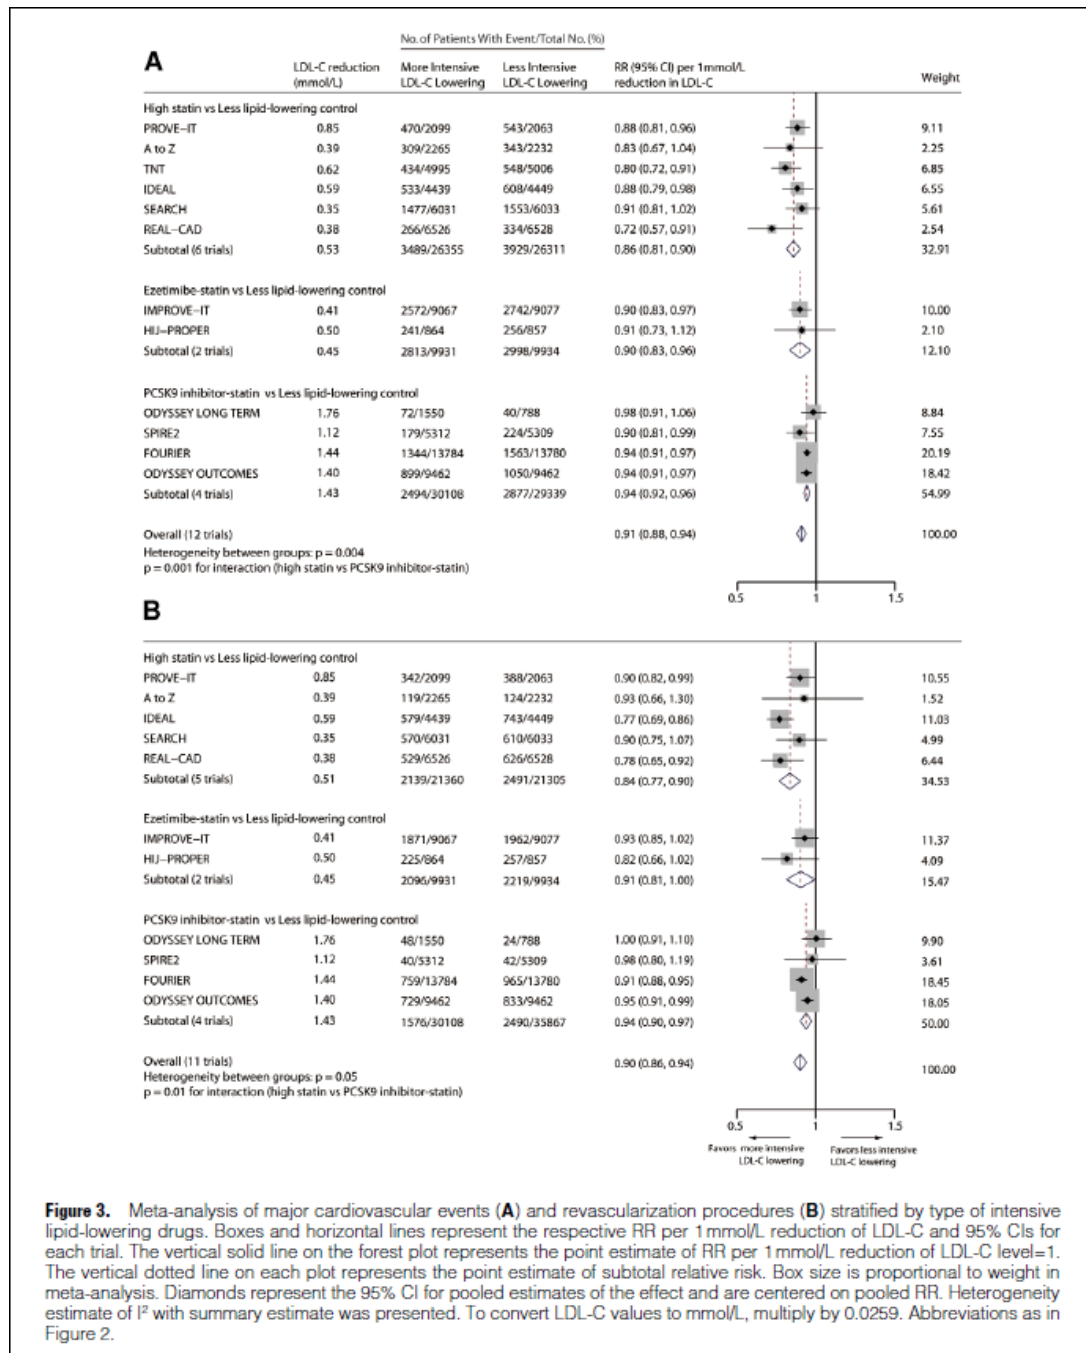 No. of Patients With Event/Total No. (%)
A
LDL-C reduction (mmol/L) More Intensive LDL-C Lowering Less Intensive LDL-C Lowering RR (95% CI) per 1mmol/L reduction in LDL-C Weight
High statin vs Less lipid-lowering control
PROVE-IT 0.85 470/2099 543/2063 0.88 (0.81, 0.96) 9.11
A to Z 0.39 309/2265 343/2232 0.83 (0.67, 1.04) 2.25
TNT 0.62 434/4995 548/5006 0.80 (0.72, 0.91) 6.85
IDEAL 0.59 533/4439 608/4449 0.88 (0.79, 0.98) 6.55
SEARCH 0.35 1477/6031 1553/6033 0.91 (0.81, 1.02) 5.61
REAL-CAD 0.38 266/6526 334/6528 0.72 (0.57, 0.91) 2.54
Subtotal (6 trials) 0.53 3489/26355 3929/26311 0.86 (0.81, 0.90) 32.91
Ezetimibe-statin vs Less lipid-lowering control
IMPROVE-IT 0.41 2572/9067 2742/9077 0.90 (0.83, 0.97) 10.00
HIJ-PROPER 0.50 241/864 256/857 0.91 (0.73, 1.12) 2.10
Subtotal (2 trials) 0.45 2813/9931 2998/9934 0.90 (0.83, 0.96) 12.10
PCSK9 inhibitor-statin vs Less lipid-lowering control
ODYSSEY LONG TERM 1.76 72/1550 40/788 0.98 (0.91, 1.06) 8.84
SPIRE2 1.12 179/5312 224/5309 0.90 (0.81, 0.99) 7.55
FOURIER 1.44 1344/13784 1563/13780 0.94 (0.91, 0.97) 20.19
ODYSSEY OUTCOMES 1.40 899/9462 1050/9462 0.94 (0.91, 0.97) 18.42
Subtotal (4 trials) 1.43 2494/30108 2877/29339 0.94 (0.92, 0.96) 54.99
Overall (12 trials) 0.91 (0.88, 0.94) 100.00
Heterogeneity between groups: p = 0.004
p = 0.001 for interaction (high statin vs PCSK9 inhibitor-statin)
0.5 1 1.5
B
High statin vs Less lipid-lowering control
PROVE-IT 0.85 342/2099 388/2063 0.90 (0.82, 0.99) 10.55
A to Z 0.39 119/2265 124/2232 0.93 (0.66, 1.30) 1.52
IDEAL 0.59 579/4439 743/4449 0.77 (0.69, 0.86) 11.03
SEARCH 0.35 570/6031 610/6033 0.90 (0.75, 1.07) 4.99
REAL-CAD 0.38 529/6526 626/6528 0.78 (0.65, 0.92) 6.44
Subtotal (5 trials) 0.51 2139/21360 2491/21305 0.84 (0.77, 0.90) 34.53
Ezetimibe-statin vs Less lipid-lowering control
IMPROVE-IT 0.41 1871/9067 1962/9077 0.93 (0.85, 1.02) 11.37
HIJ-PROPER 0.50 225/864 257/857 0.82 (0.66, 1.02) 4.09
Subtotal (2 trials) 0.45 2096/9931 2219/9934 0.91 (0.81, 1.00) 15.47
PCSK9 inhibitor-statin vs Less lipid-lowering control
ODYSSEY LONG TERM 1.76 48/1550 24/788 1.00 (0.91, 1.10) 9.90
SPIRE2 1.12 40/5312 42/5309 0.98 (0.80, 1.19) 3.61
FOURIER 1.44 759/13784 965/13780 0.91 (0.88, 0.95) 18.45
ODYSSEY OUTCOMES 1.40 729/9462 833/9462 0.95 (0.91, 0.99) 18.05
Subtotal (4 trials) 1.43 1576/30108 2490/35867 0.94 (0.90, 0.97) 50.00
Overall (11 trials) 0.90 (0.86, 0.94) 100.00
Heterogeneity between groups: p = 0.05
p = 0.01 for interaction (high statin vs PCSK9 inhibitor-statin)
0.5 1 1.5
Favors more intensive LDL-C lowering Favors less intensive LDL-C lowering
Figure 3. Meta-analysis of major cardiovascular events (A) and revascularization procedures (B) stratified by type of intensive
lipid-lowering drugs. Boxes and horizontal lines represent the respective RR per 1 mmol/L reduction of LDL-C and 95% CIs for
each trial. The vertical solid line on the forest plot represents the point estimate of RR per 1 mmol/L reduction of LDL-C level=1.
The vertical dotted line on each plot represents the point estimate of subtotal relative risk. Box size is proportional to weight in
meta-analysis. Diamonds represent the 95% CI for pooled estimates of the effect and are centered on pooled RR. Heterogeneity
estimate of I² with summary estimate was presented. To convert LDL-C values to mmol/L, multiply by 0.0259. Abbreviations as in
Figure 2.